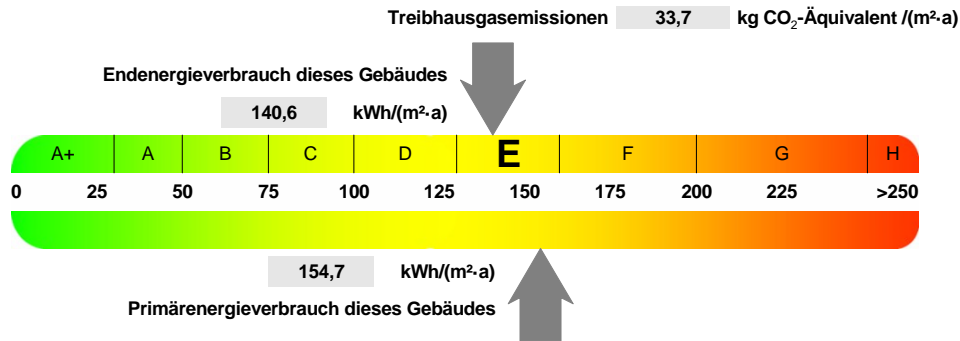 Treibhausgasemissionen 33,7 kg CO₂-Äquivalent /(m²·a)
Endenergieverbrauch dieses Gebäudes
140,6 kWh/(m²·a)
A+ A B C D E F G H
0 25 50 75 100 125 150 175 200 225 >250
154,7 kWh/(m²·a)
Primärenergieverbrauch dieses Gebäudes